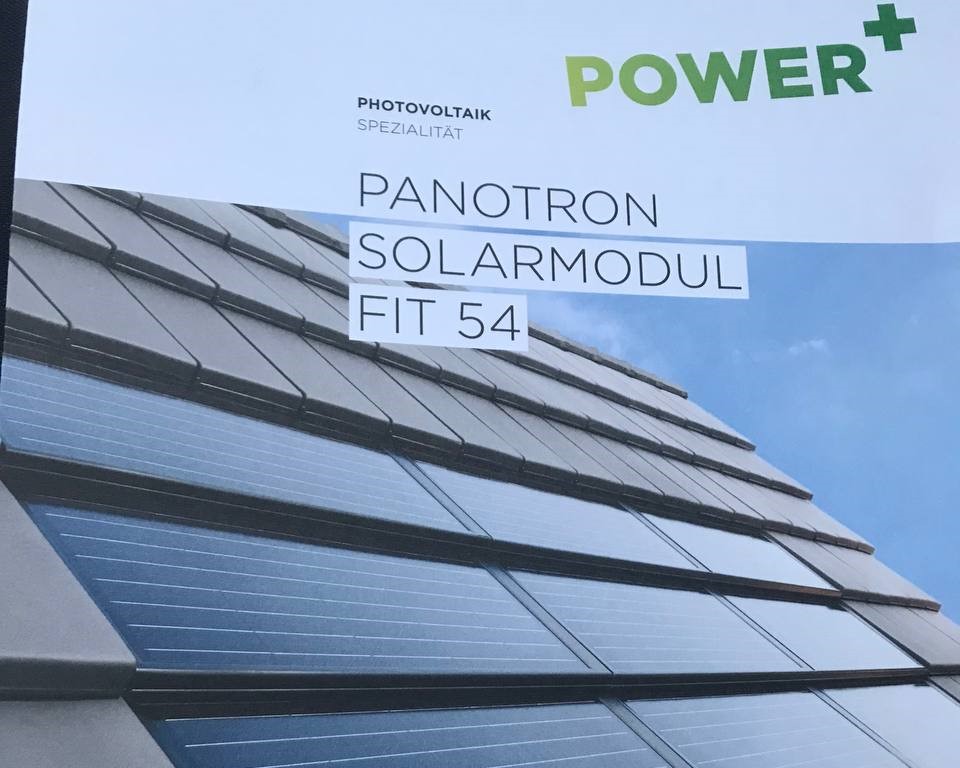 POWER+
PHOTOVOLTAIK
SPEZIALITÄT
PANOTRON
SOLARMODUL
FIT 54